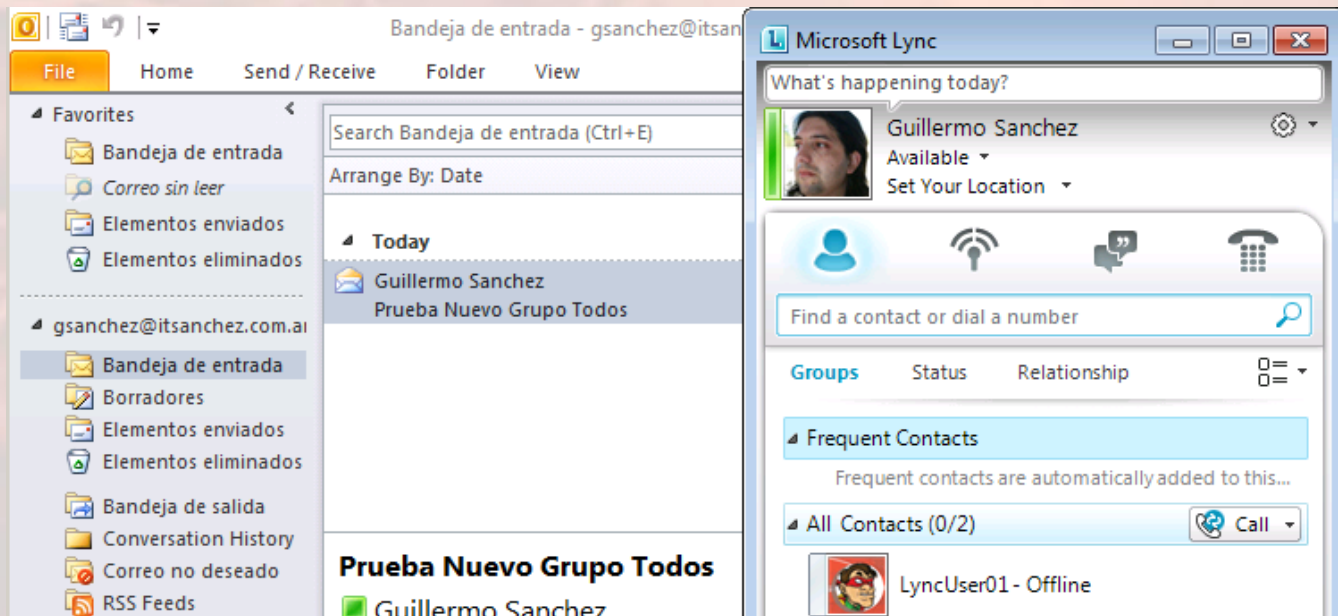 Bandeja de entrada - gsanchez@itsan
File Home Send / Receive Folder View
Favorites
Bandeja de entrada
Correo sin leer
Elementos enviados
Elementos eliminados
gsanchez@itsanchez.com.ar
Bandeja de entrada
Borradores
Elementos enviados
Elementos eliminados
Bandeja de salida
Conversation History
Correo no deseado
RSS Feeds
Search Bandeja de entrada (Ctrl+E)
Arrange By: Date
Today
Guillermo Sanchez
Prueba Nuevo Grupo Todos
Prueba Nuevo Grupo Todos
Guillermo Sanchez
Microsoft Lync
What's happening today?
Guillermo Sanchez
Available
Set Your Location
Find a contact or dial a number
Groups Status Relationship
Frequent Contacts
Frequent contacts are automatically added to this...
All Contacts (0/2) Call
LyncUser01 - Offline